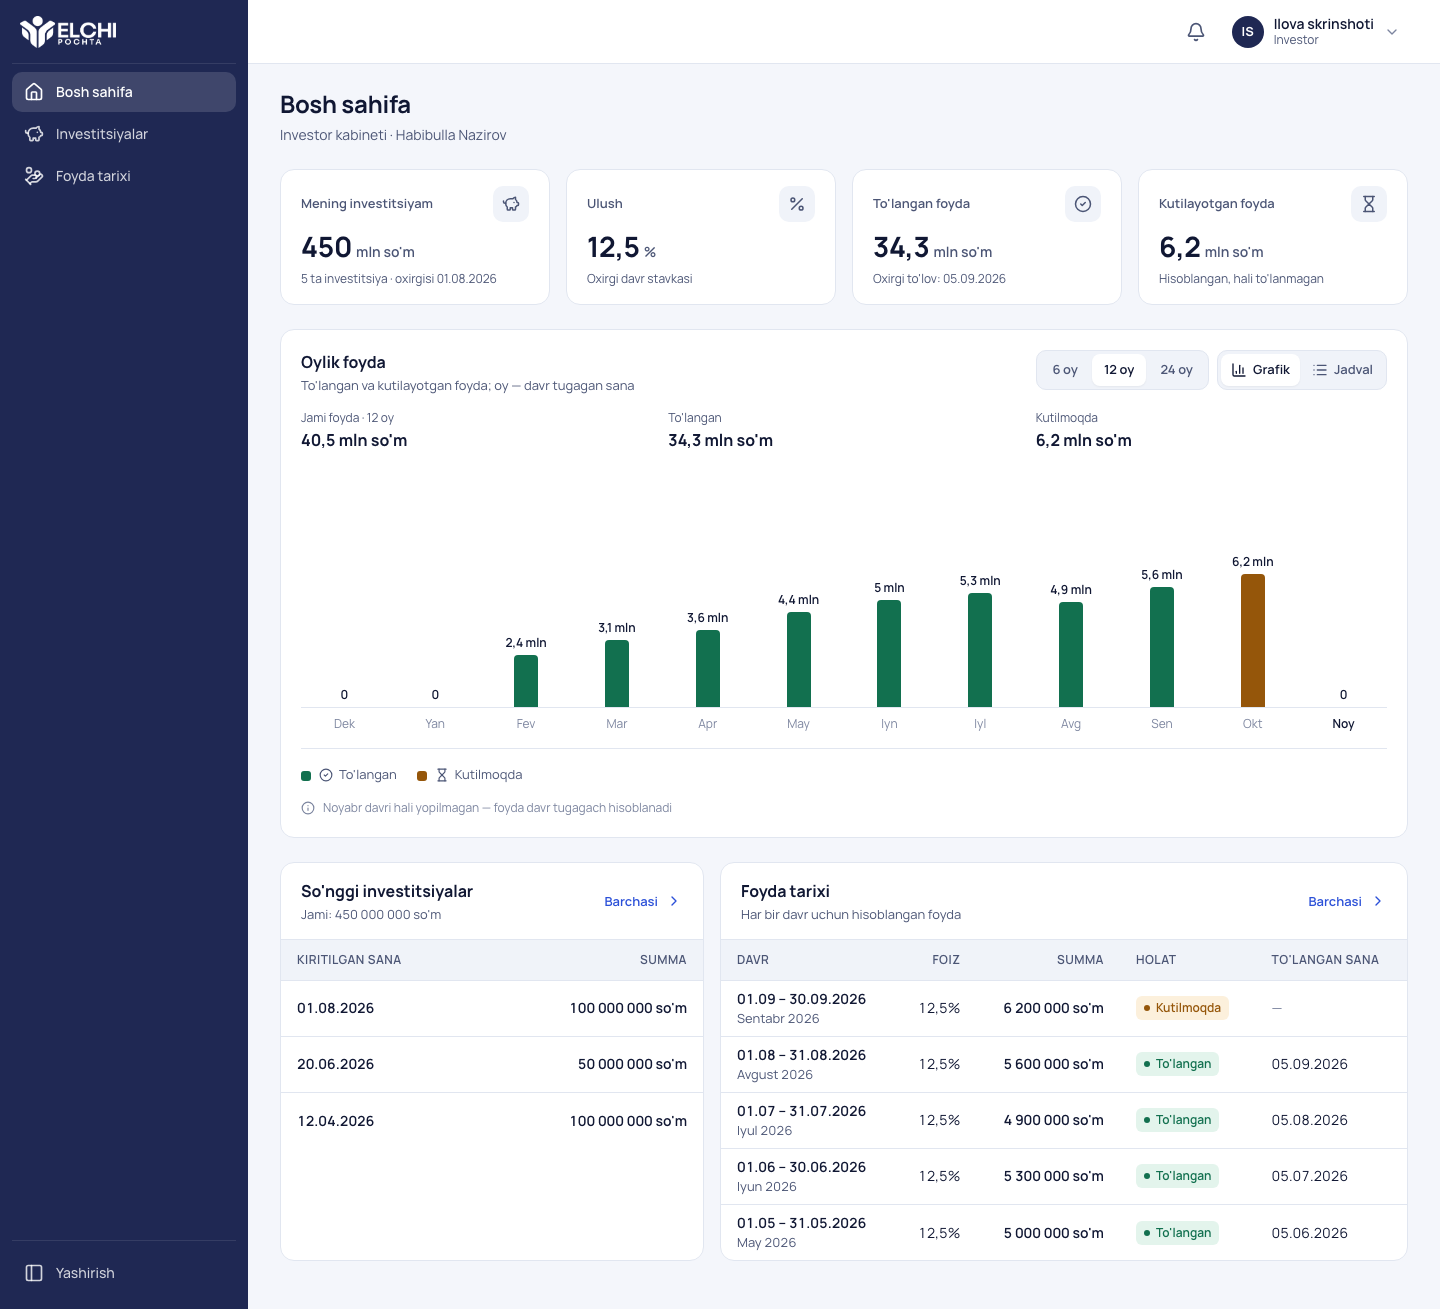 ELCHI
POCHTA
Bosh sahifa
Investitsiyalar
Foyda tarixi
Yashirish
IS
Ilova skrinshoti
Investor
Bosh sahifa
Investor kabineti · Habibulla Nazirov
Mening investitsiyam
450 mln so'm
5 ta investitsiya · oxirgisi 01.08.2026
Ulush
12,5 %
Oxirgi davr stavkasi
To'langan foyda
34,3 mln so'm
Oxirgi to'lov: 05.09.2026
Kutilayotgan foyda
6,2 mln so'm
Hisoblangan, hali to'lanmagan
Oylik foyda
To'langan va kutilayotgan foyda; oy — davr tugagan sana
6 oy 12 oy 24 oy Grafik Jadval
Jami foyda · 12 oy
40,5 mln so'm
To'langan
34,3 mln so'm
Kutilmoqda
6,2 mln so'm
0 0 2,4 mln 3,1 mln 3,6 mln 4,4 mln 5 mln 5,3 mln 4,9 mln 5,6 mln 6,2 mln 0
Dek Yan Fev Mar Apr May Iyn Iyl Avg Sen Okt Noy
To'langan Kutilmoqda
Noyabr davri hali yopilmagan — foyda davr tugagach hisoblanadi
So'nggi investitsiyalar
Jami: 450 000 000 so'm
Barchasi
KIRITILGAN SANA SUMMA
01.08.2026 100 000 000 so'm
20.06.2026 50 000 000 so'm
12.04.2026 100 000 000 so'm
Foyda tarixi
Har bir davr uchun hisoblangan foyda
Barchasi
DAVR FOIZ SUMMA HOLAT TO'LANGAN SANA
01.09 – 30.09.2026 12,5% 6 200 000 so'm Kutilmoqda —
Sentabr 2026
01.08 – 31.08.2026 12,5% 5 600 000 so'm To'langan 05.09.2026
Avgust 2026
01.07 – 31.07.2026 12,5% 4 900 000 so'm To'langan 05.08.2026
Iyul 2026
01.06 – 30.06.2026 12,5% 5 300 000 so'm To'langan 05.07.2026
Iyun 2026
01.05 – 31.05.2026 12,5% 5 000 000 so'm To'langan 05.06.2026
May 2026